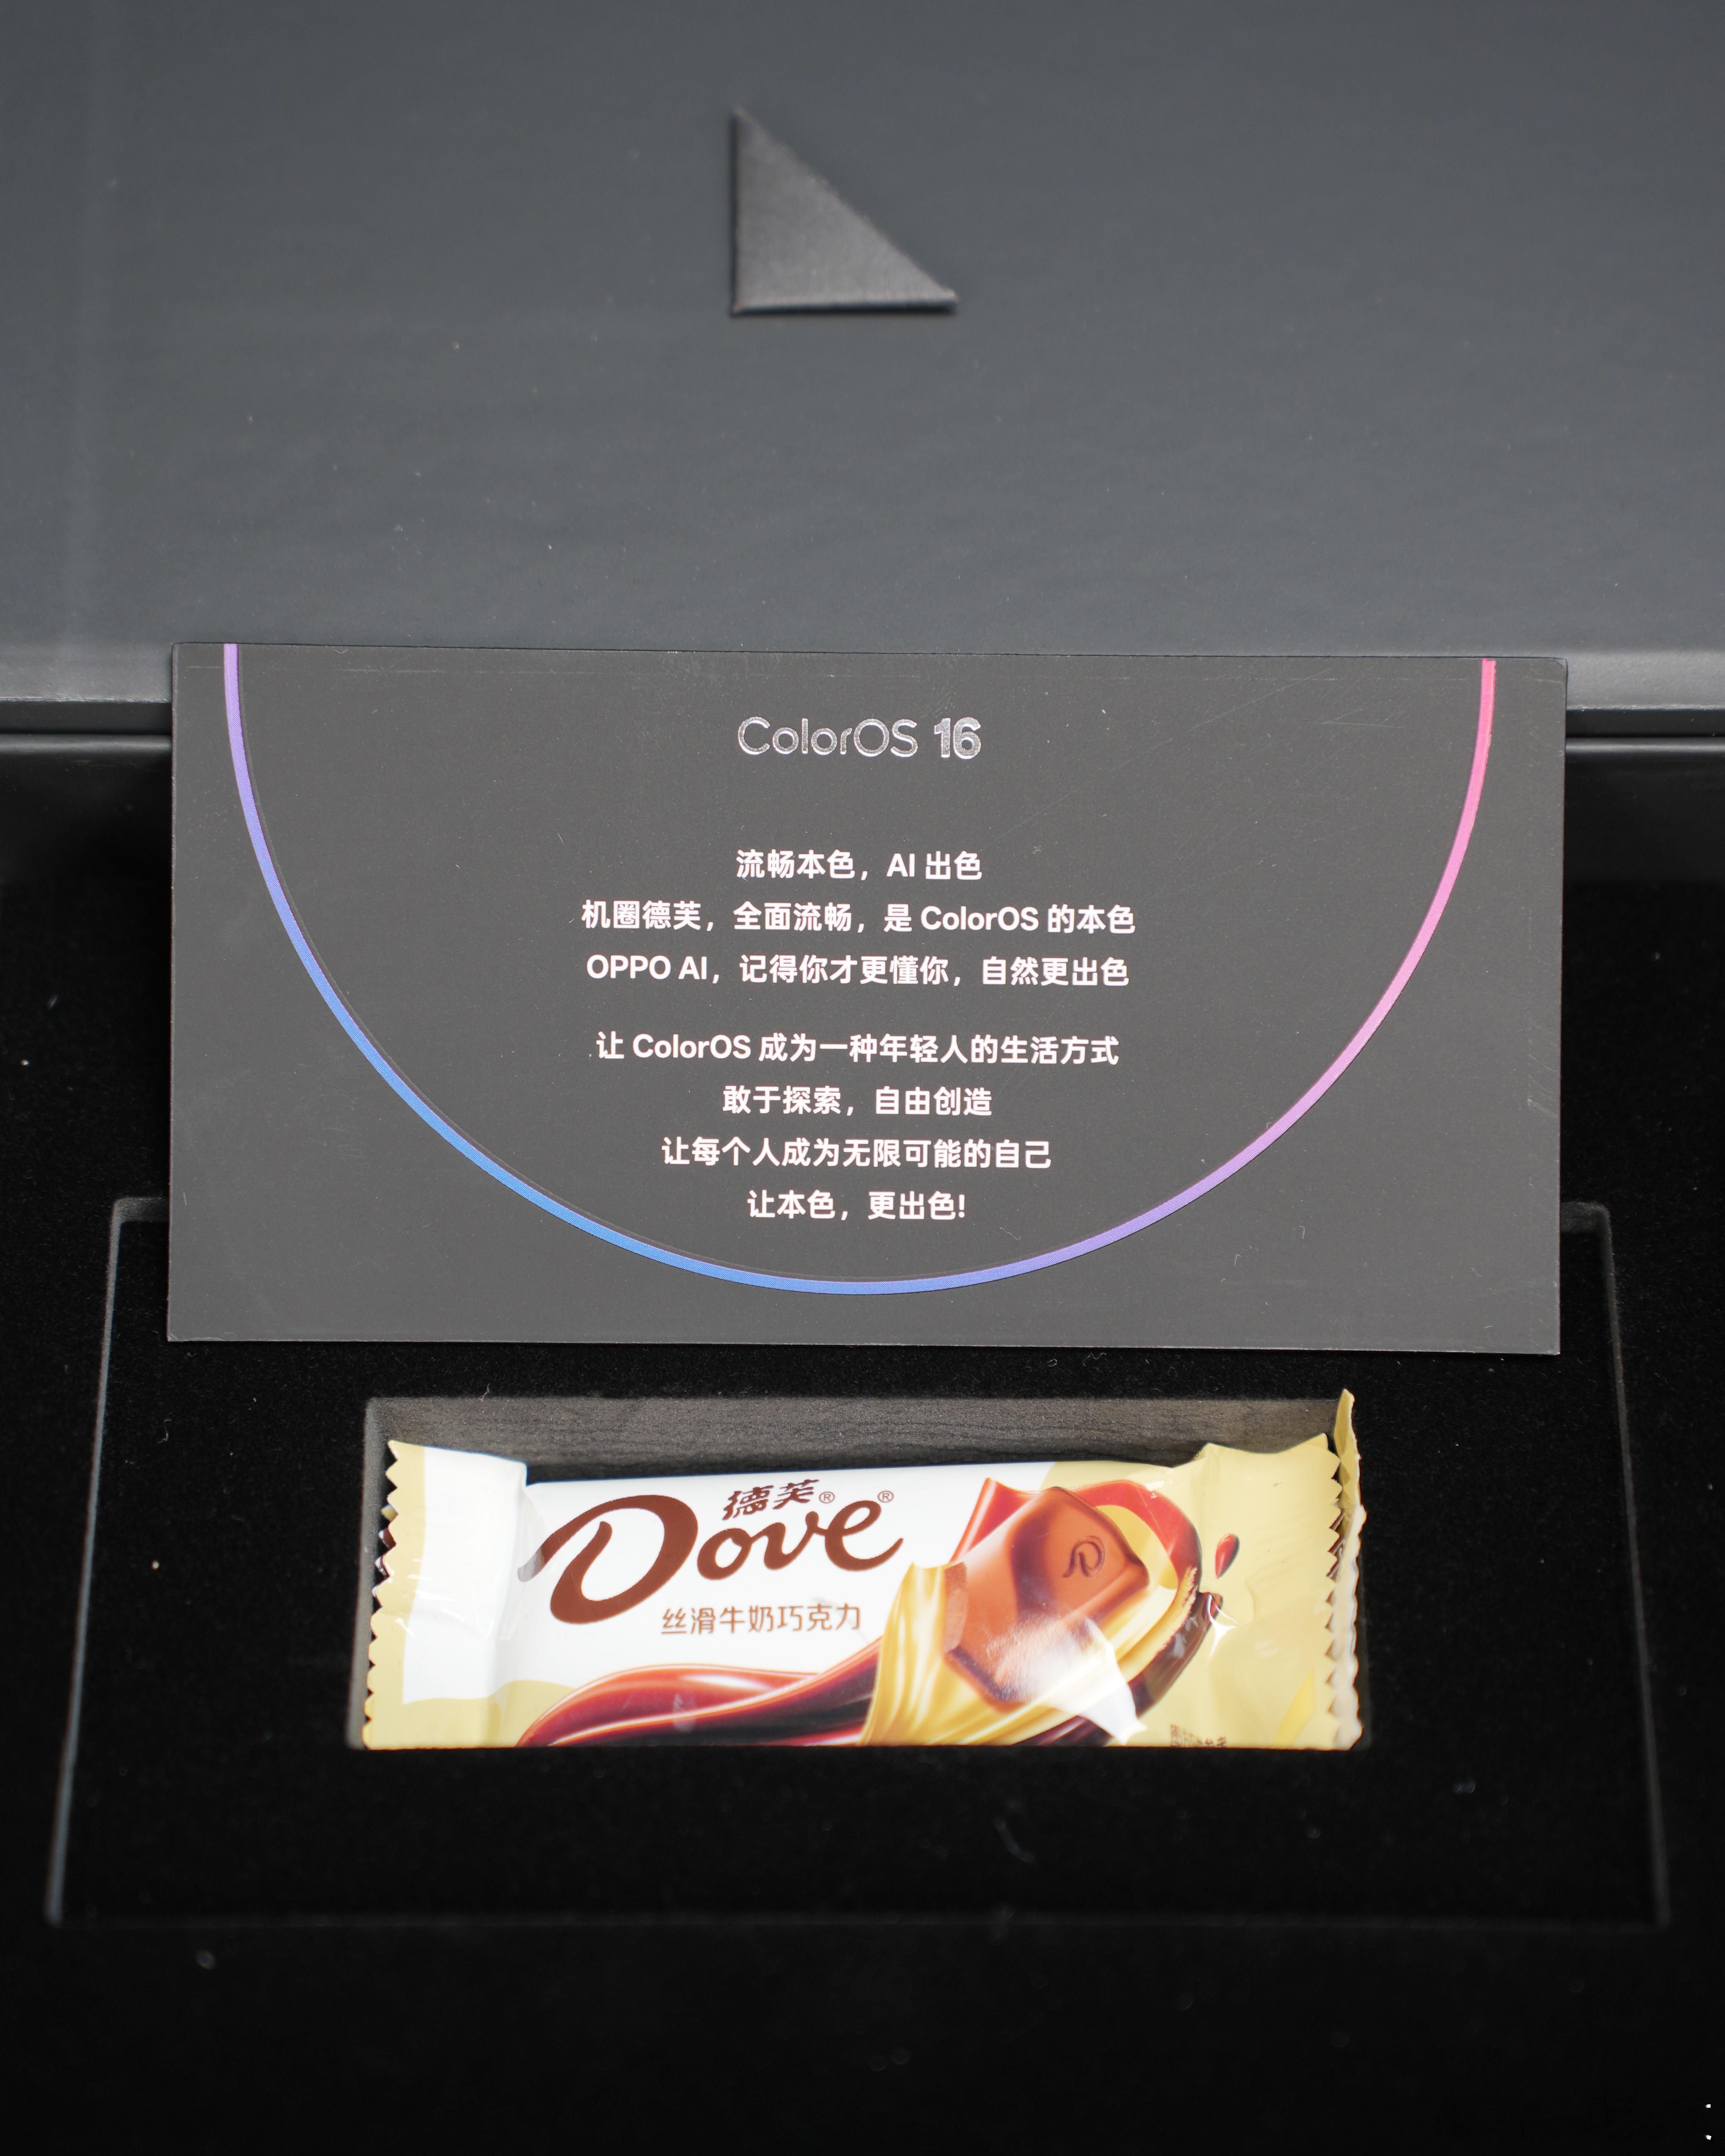 ColorOS 16
流畅本色，AI 出色
机圈德芙，全面流畅，是 ColorOS 的本色
OPPO AI，记得你才更懂你，自然更出色
让 ColorOS 成为一种年轻人的生活方式
敢于探索，自由创造
让每个人成为无限可能的自己
让本色，更出色!
德芙®
Dove®
丝滑牛奶巧克力